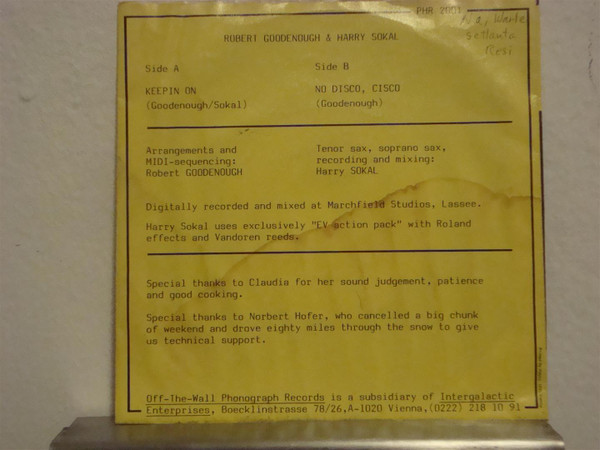 PHR 2001
ROBERT GOODENOUGH & HARRY SOKAL
Side A
KEEPIN ON
(Goodenough/Sokal)
Side B
NO DISCO, CISCO
(Goodenough)
Arrangements and
MIDI-sequencing:
Robert GOODENOUGH
Tenor sax, soprano sax,
recording and mixing:
Harry SOKAL
Digitally recorded and mixed at Marchfield Studios, Lassee.
Harry Sokal uses exclusively "EV action pack" with Roland
effects and Vandoren reeds.
Special thanks to Claudia for her sound judgement, patience
and good cooking.
Special thanks to Norbert Hofer, who cancelled a big chunk
of weekend and drove eighty miles through the snow to give
us technical support.
Off-The-Wall Phonograph Records is a subsidiary of Intergalactic
Enterprises, Boecklinstrasse 78/26,A-1020 Vienna,(0222) 218 10 91